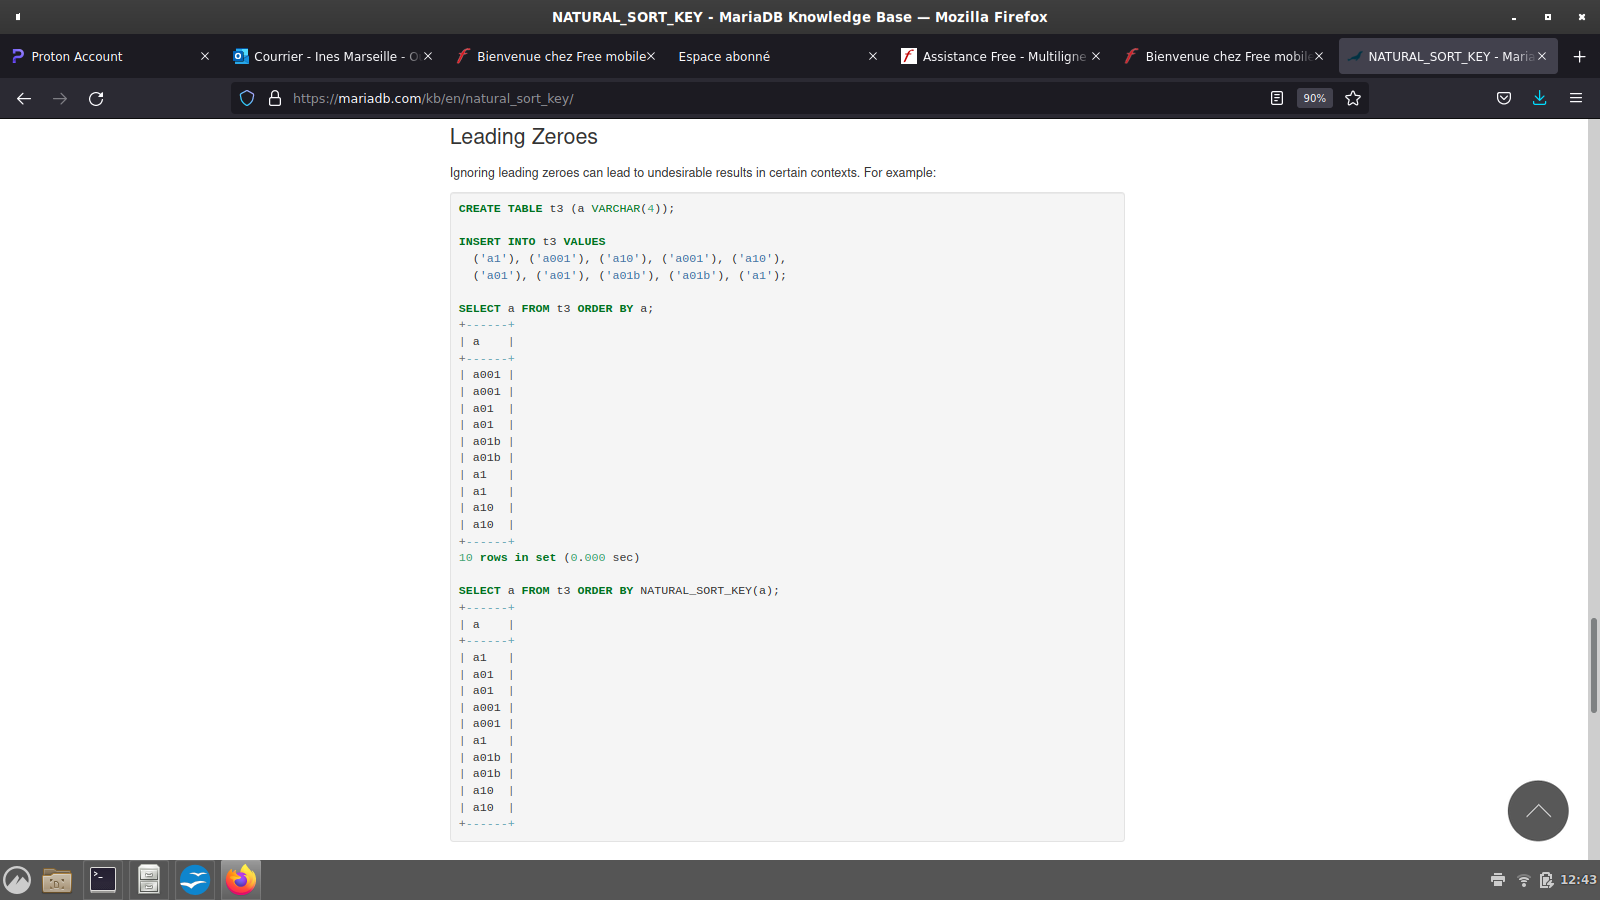 NATURAL_SORT_KEY - MariaDB Knowledge Base — Mozilla Firefox
Proton Account
Courrier - Ines Marseille - O
Bienvenue chez Free mobile
Espace abonné
Assistance Free - Multiligne
Bienvenue chez Free mobile
NATURAL_SORT_KEY - Maria
https://mariadb.com/kb/en/natural_sort_key/
90%
Leading Zeroes
Ignoring leading zeroes can lead to undesirable results in certain contexts. For example:
CREATE TABLE t3 (a VARCHAR(4));
INSERT INTO t3 VALUES
  ('a1'), ('a001'), ('a10'), ('a001'), ('a10'),
  ('a01'), ('a01'), ('a01b'), ('a01b'), ('a1');
SELECT a FROM t3 ORDER BY a;
+------+
| a    |
+------+
| a001 |
| a001 |
| a01  |
| a01  |
| a01b |
| a01b |
| a1   |
| a1   |
| a10  |
| a10  |
+------+
10 rows in set (0.000 sec)
SELECT a FROM t3 ORDER BY NATURAL_SORT_KEY(a);
+------+
| a    |
+------+
| a1   |
| a01  |
| a01  |
| a001 |
| a001 |
| a1   |
| a01b |
| a01b |
| a10  |
| a10  |
+------+
12:43